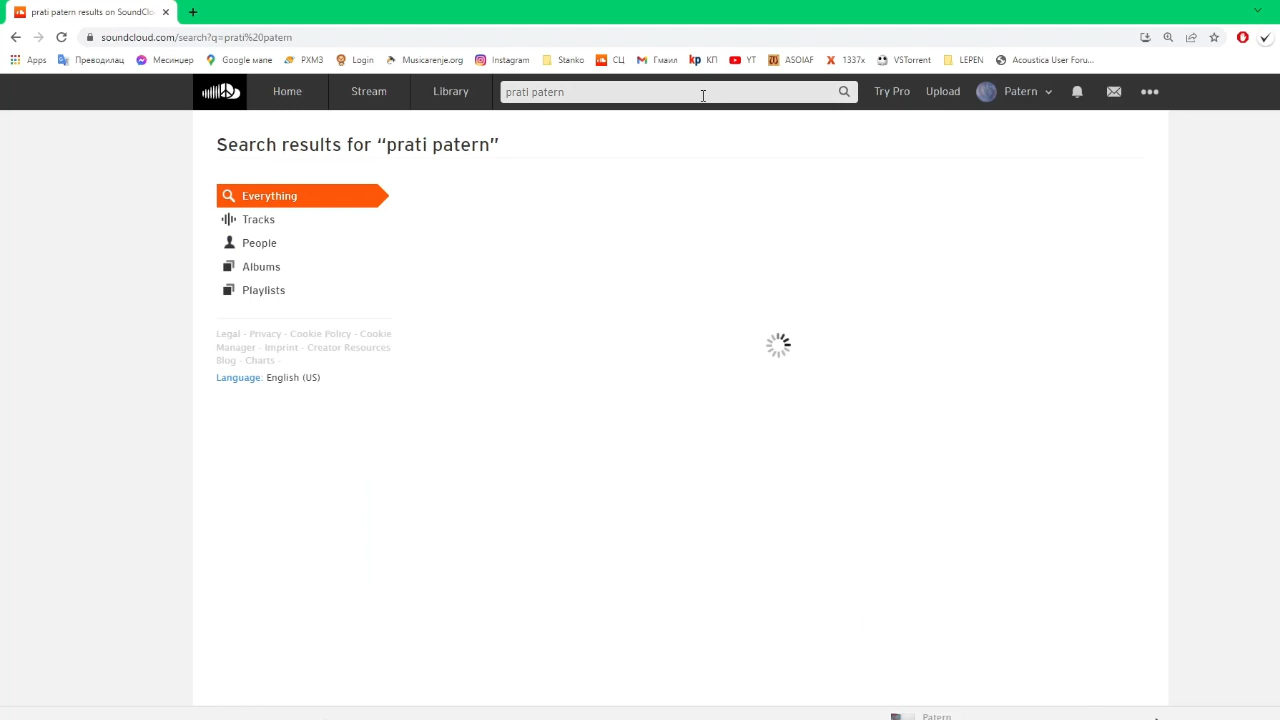 prati patern results on SoundClo
soundcloud.com/search?q=prati%20patern
Apps Преводилац Месинџер Google мапе РХМЗ Login Musicarenje.org Instagram Stanko СЦ Гмаил КП YT ASOIAF 1337x VSTorrent LEPEN Acoustica User Foru...
Home Stream Library prati patern Try Pro Upload Patern
Search results for “prati patern”
Everything
Tracks
People
Albums
Playlists
Legal - Privacy - Cookie Policy - Cookie
Manager - Imprint - Creator Resources
Blog - Charts -
Language: English (US)
Patern